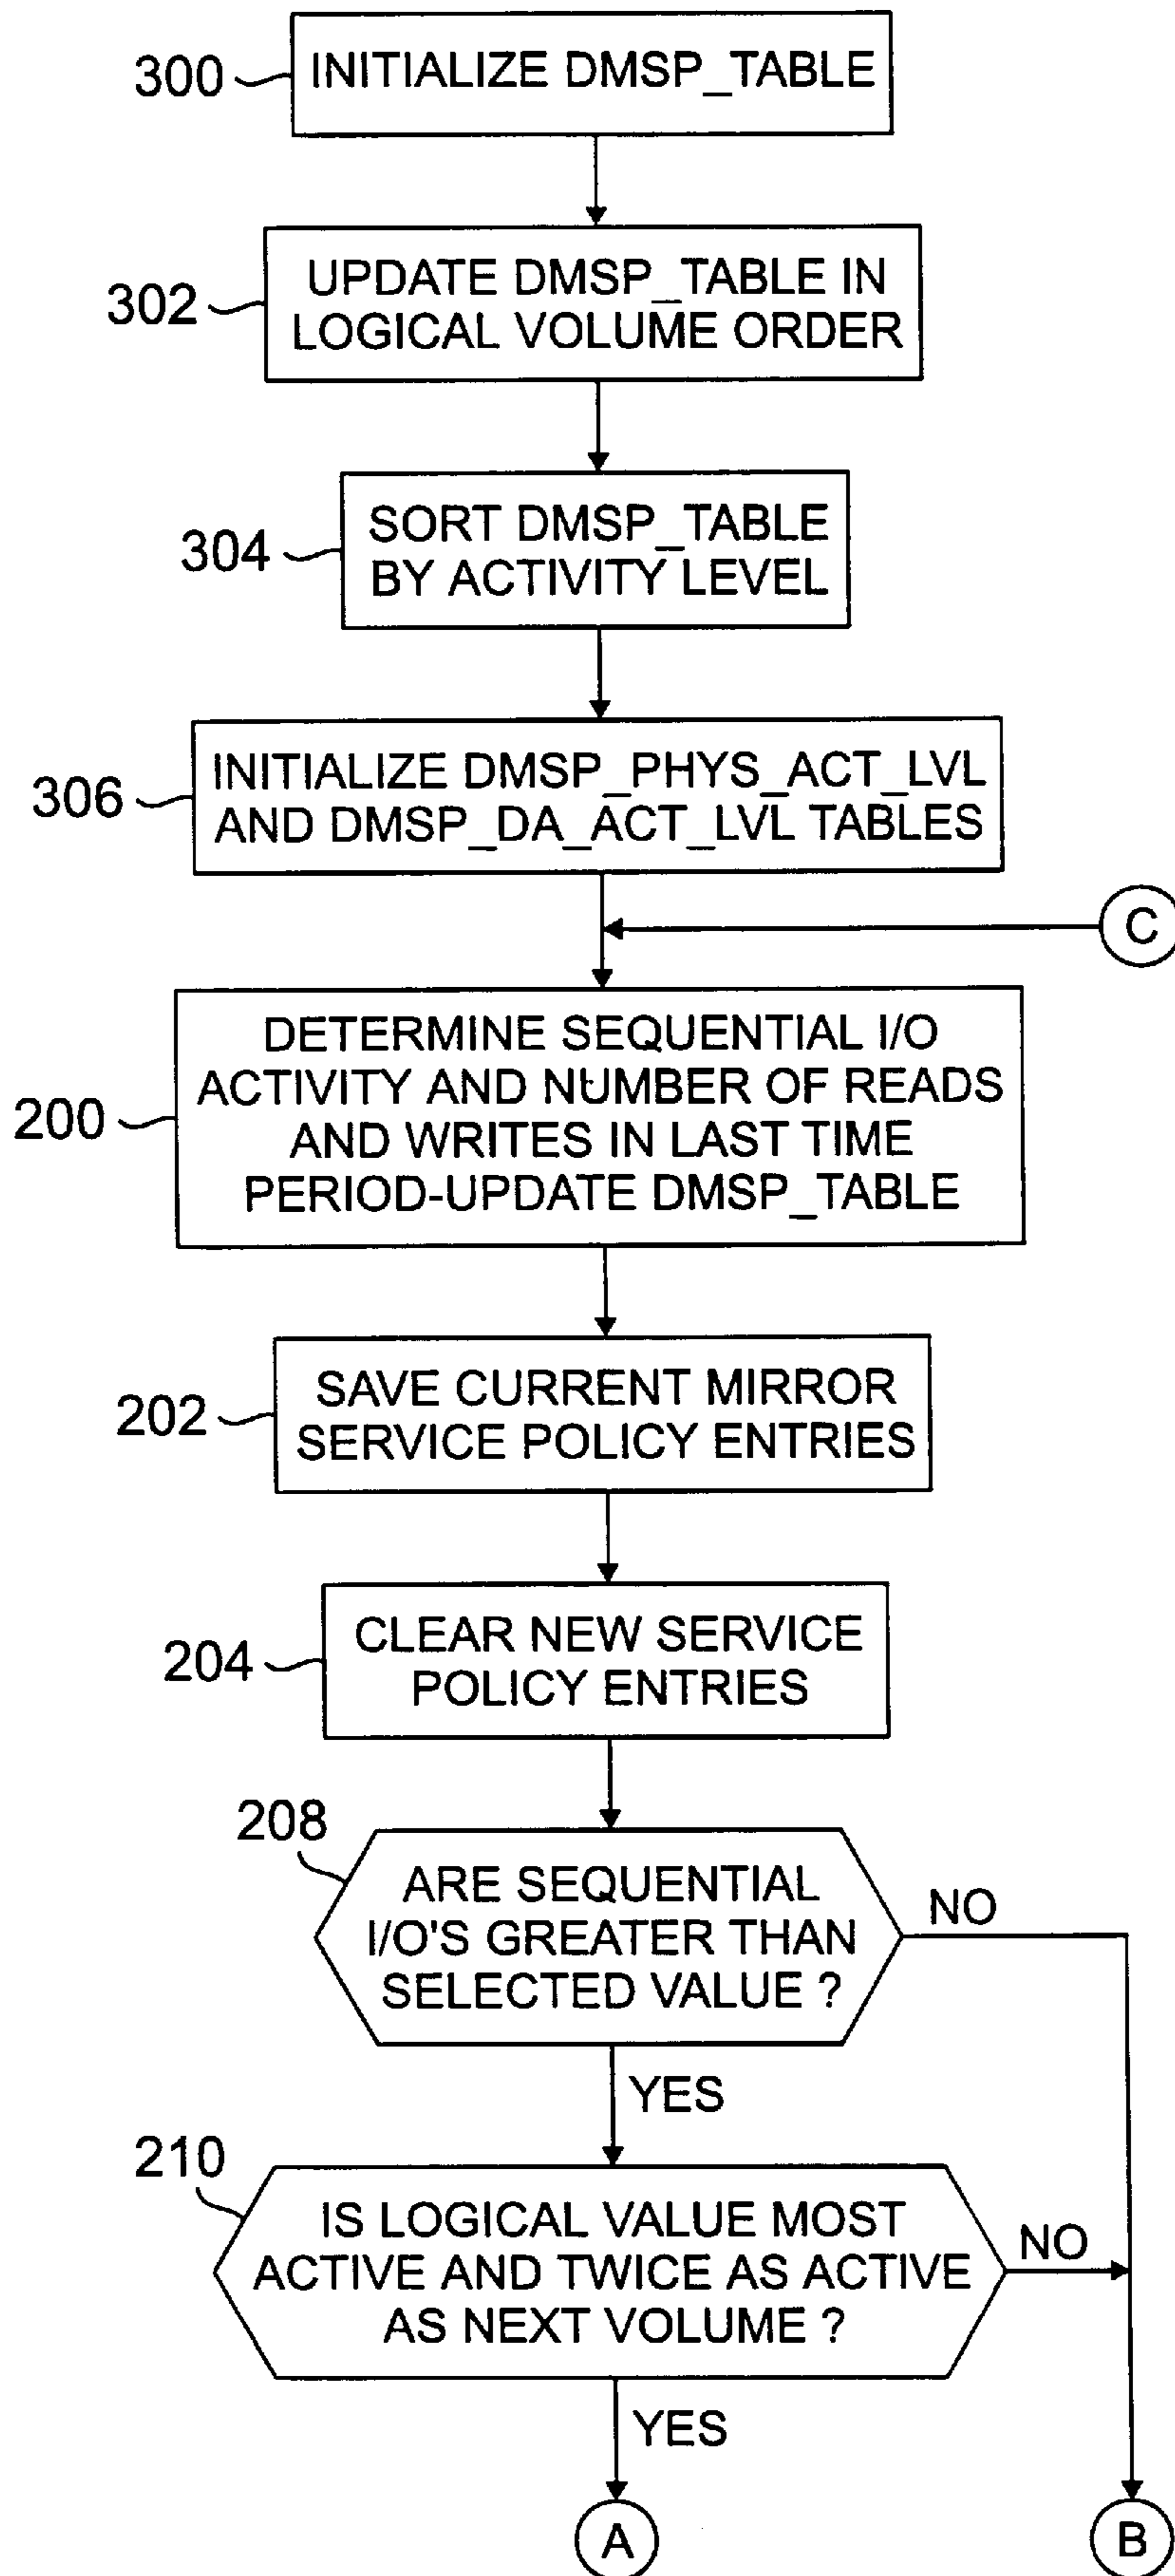 300
INITIALIZE DMSP_TABLE
302
UPDATE DMSP_TABLE IN
LOGICAL VOLUME ORDER
304
SORT DMSP_TABLE
BY ACTIVITY LEVEL
306
INITIALIZE DMSP_PHYS_ACT_LVL
AND DMSP_DA_ACT_LVL TABLES
C
200
DETERMINE SEQUENTIAL I/O
ACTIVITY AND NUMBER OF READS
AND WRITES IN LAST TIME
PERIOD-UPDATE DMSP_TABLE
202
SAVE CURRENT MIRROR
SERVICE POLICY ENTRIES
204
CLEAR NEW SERVICE
POLICY ENTRIES
208
ARE SEQUENTIAL
I/O'S GREATER THAN
SELECTED VALUE ?
NO
YES
210
IS LOGICAL VALUE MOST
ACTIVE AND TWICE AS ACTIVE
AS NEXT VOLUME ?
NO
YES
A
B